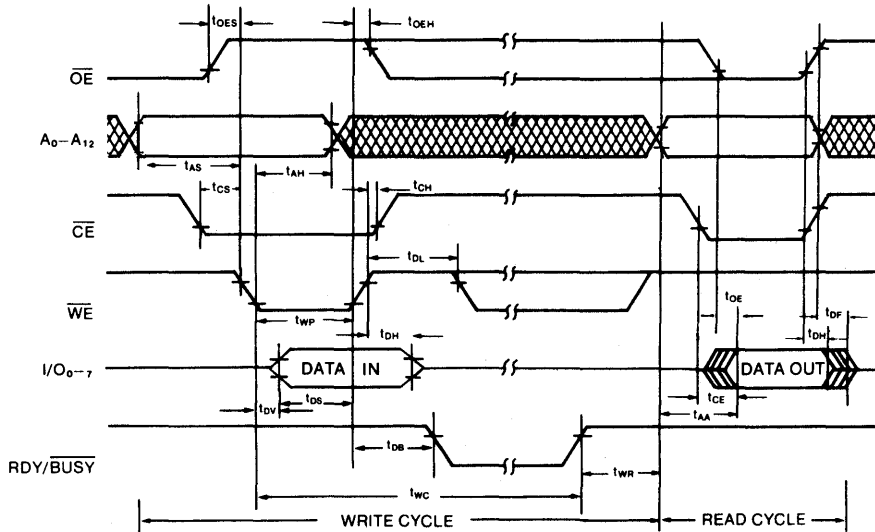 tOES
tOEH
OE
A0–A12
tAS
tAH
tCS
tCH
CE
tDL
WE
tOE
tDF
tWP
tDH
tDH
I/O0–7
DATA IN
DATA OUT
tDV
tDS
tCE
tAA
tDB
RDY/BUSY
tWC
tWR
WRITE CYCLE
READ CYCLE